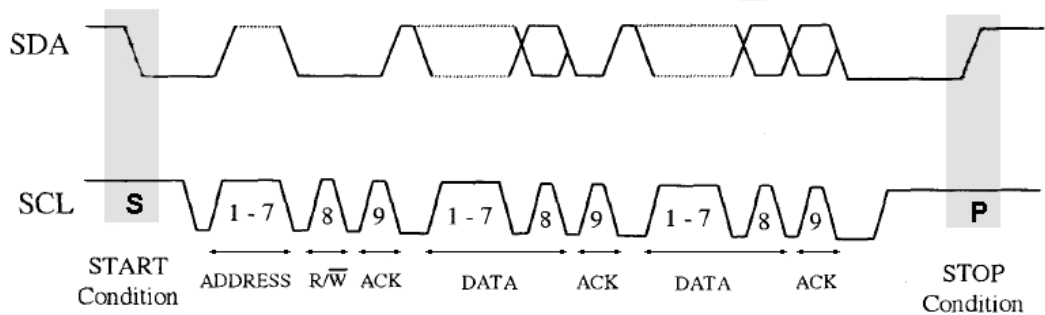 SDA
SCL S 1 - 7 8 9 1 - 7 8 9 1 - 7 8 9 P
START
Condition
ADDRESS R/W̅ ACK DATA ACK DATA ACK
STOP
Condition